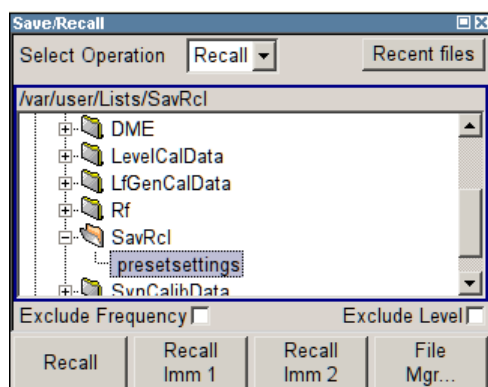 Save/Recall
Select Operation Recall Recent files
/var/user/Lists/SavRcl
DME
LevelCalData
LfGenCalData
Rf
SavRcl
presetsettings
SynCalibData
Exclude Frequency Exclude Level
Recall Recall Imm 1 Recall Imm 2 File Mgr...